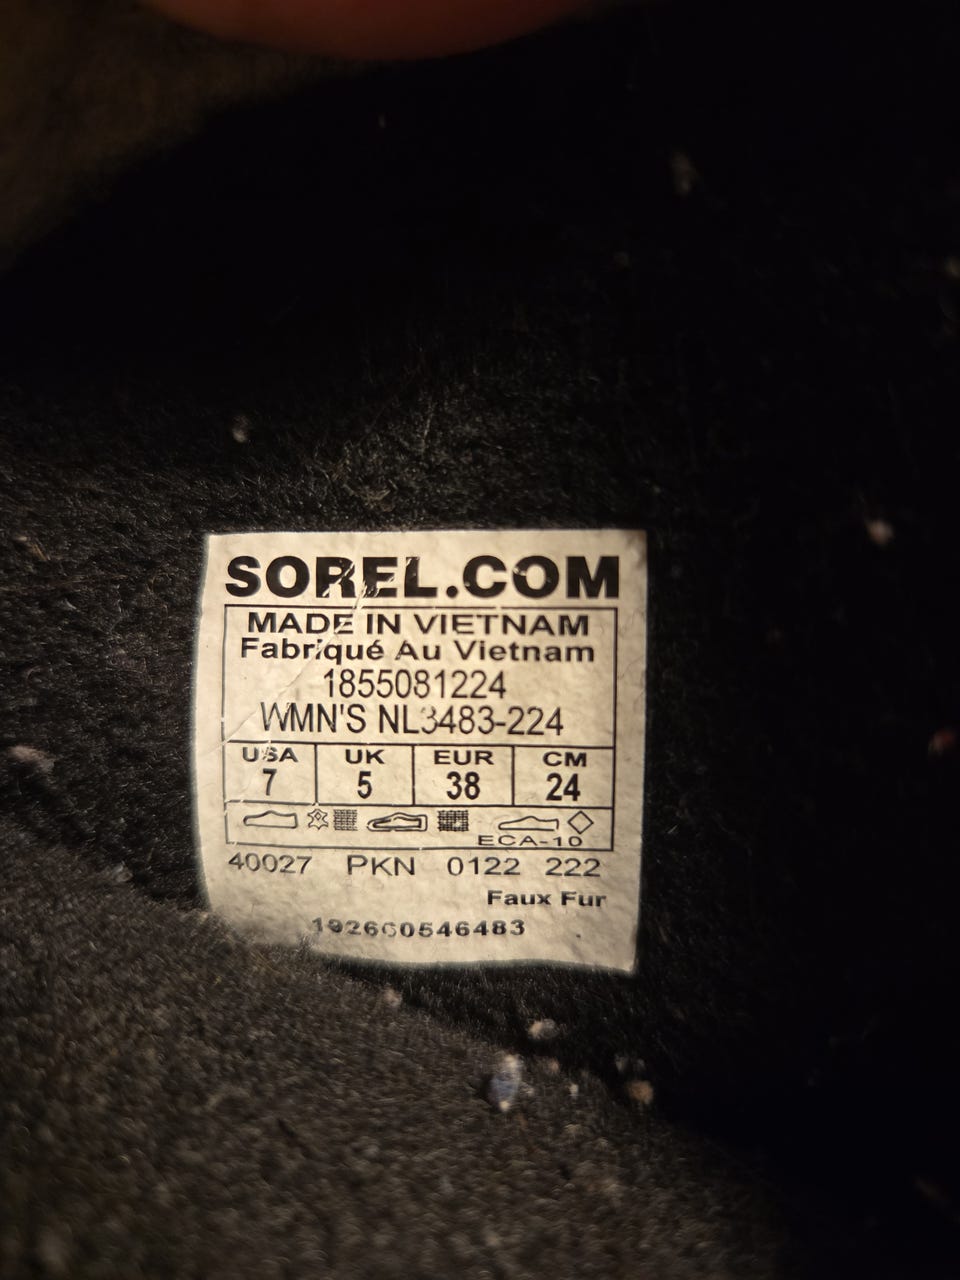 SOREL.COM
MADE IN VIETNAM
Fabriqué Au Vietnam
1855081224
WMN'S NL3483-224
USA UK EUR CM
7 5 38 24
ECA-10
40027 PKN 0122 222
Faux Fur
192660546483